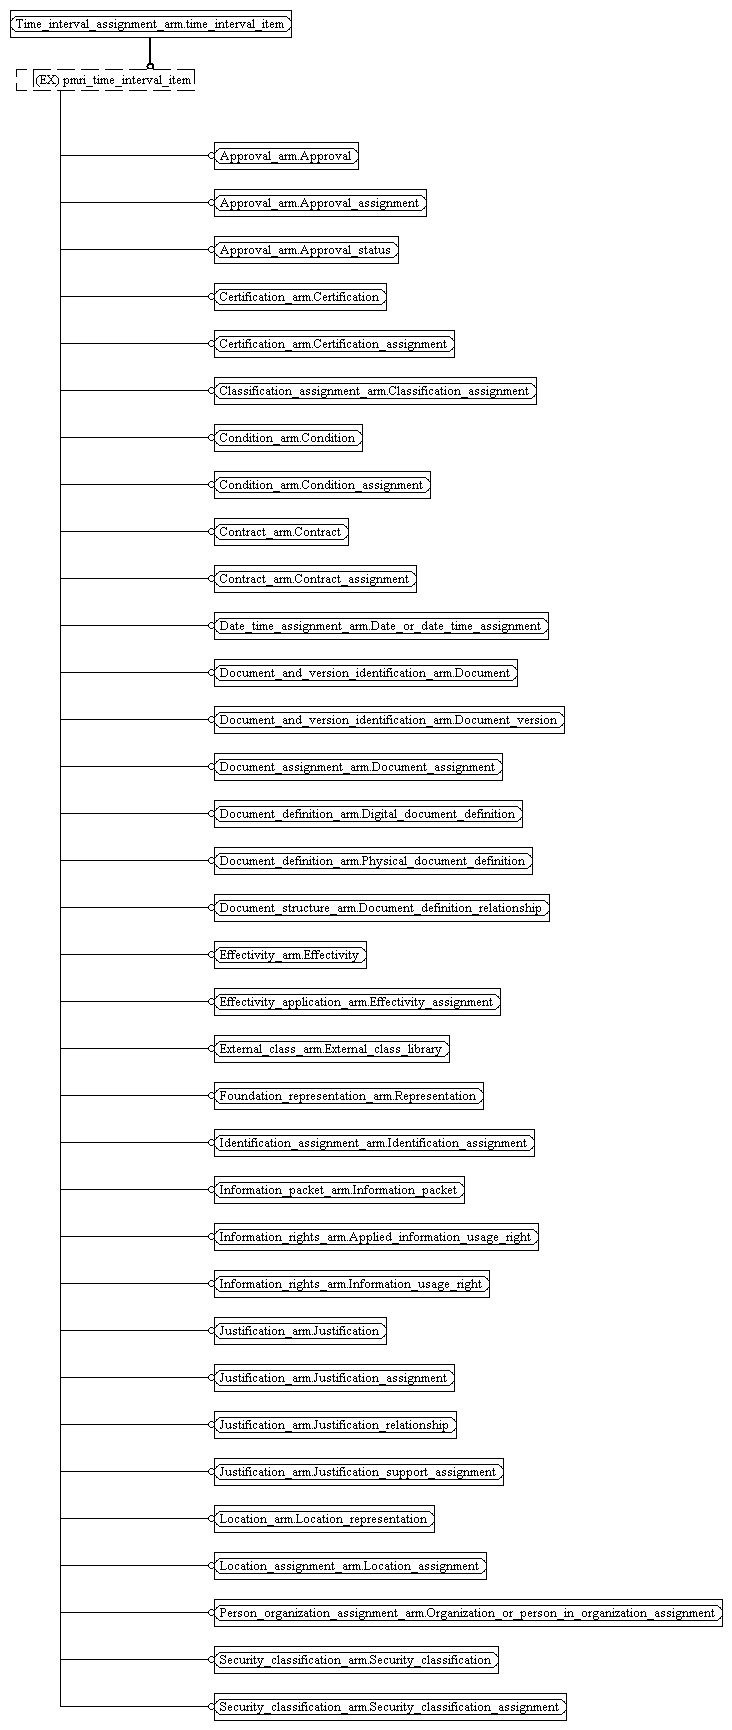 Time_interval_assignment_arm.time_interval_item
(EX) pmri_time_interval_item
Approval_arm.Approval
Approval_arm.Approval_assignment
Approval_arm.Approval_status
Certification_arm.Certification
Certification_arm.Certification_assignment
Classification_assignment_arm.Classification_assignment
Condition_arm.Condition
Condition_arm.Condition_assignment
Contract_arm.Contract
Contract_arm.Contract_assignment
Date_time_assignment_arm.Date_or_date_time_assignment
Document_and_version_identification_arm.Document
Document_and_version_identification_arm.Document_version
Document_assignment_arm.Document_assignment
Document_definition_arm.Digital_document_definition
Document_definition_arm.Physical_document_definition
Document_structure_arm.Document_definition_relationship
Effectivity_arm.Effectivity
Effectivity_application_arm.Effectivity_assignment
External_class_arm.External_class_library
Foundation_representation_arm.Representation
Identification_assignment_arm.Identification_assignment
Information_packet_arm.Information_packet
Information_rights_arm.Applied_information_usage_right
Information_rights_arm.Information_usage_right
Justification_arm.Justification
Justification_arm.Justification_assignment
Justification_arm.Justification_relationship
Justification_arm.Justification_support_assignment
Location_arm.Location_representation
Location_assignment_arm.Location_assignment
Person_organization_assignment_arm.Organization_or_person_in_organization_assignment
Security_classification_arm.Security_classification
Security_classification_arm.Security_classification_assignment